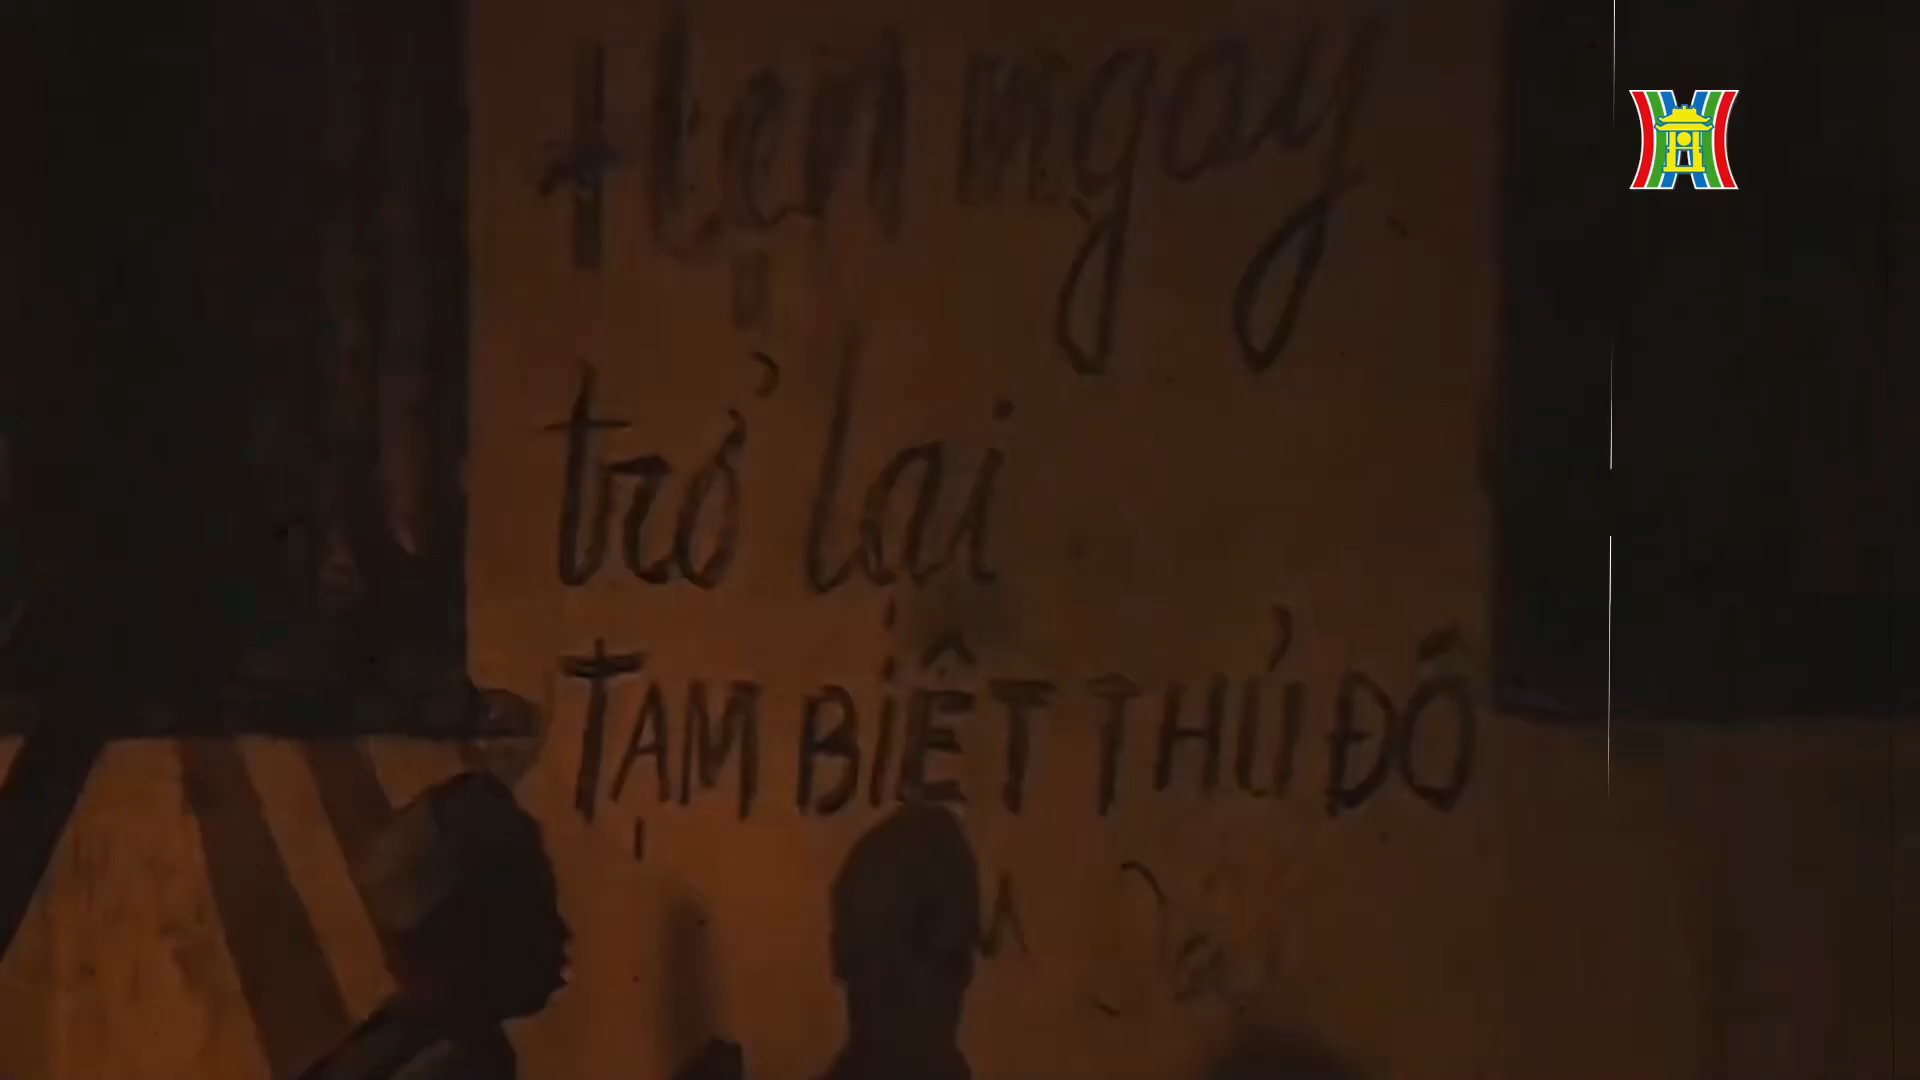 Hẹn ngày
trở lại
TẠM BIỆT THỦ ĐÔ